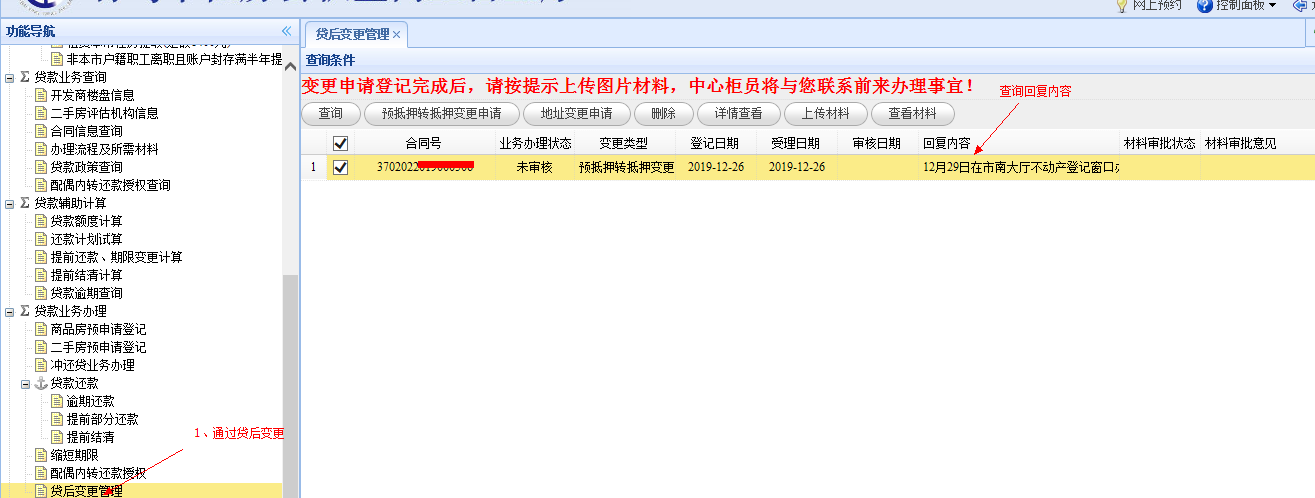 网上预约 控制面板
功能导航
非本市户籍职工离职且账户封存满半年提
贷款业务查询
开发商楼盘信息
二手房评估机构信息
合同信息查询
办理流程及所需材料
贷款政策查询
配偶内转还款授权查询
贷款辅助计算
贷款额度计算
还款计划试算
提前还款、期限变更计算
提前结清计算
贷款逾期查询
贷款业务办理
商品房预申请登记
二手房预申请登记
冲还贷业务办理
贷款还款
逾期还款
提前部分还款
提前结清
1、通过贷后变更
缩短期限
配偶内转还款授权
贷后变更管理
贷后变更管理
查询条件
变更申请登记完成后，请按提示上传图片材料，中心柜员将与您联系前来办理事宜！
查询回复内容
查询 预抵押转抵押变更申请 地址变更申请 删除 详情查看 上传材料 查看材料
合同号 业务办理状态 变更类型 登记日期 受理日期 审核日期 回复内容 材料审批状态 材料审批意见
1 3702022 未审核 预抵押转抵押变更 2019-12-26 2019-12-26 12月29日在市南大厅不动产登记窗口